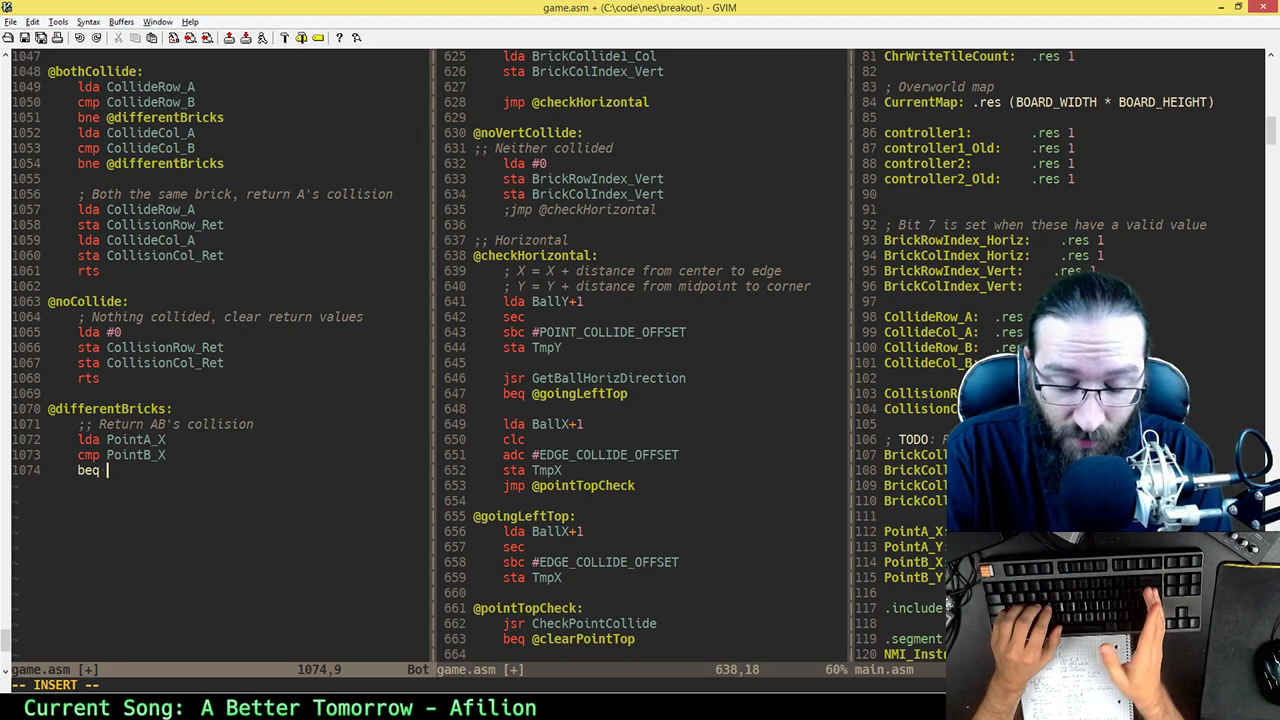 game.asm + (C:\code\nes\breakout) - GVIM
File Edit Tools Syntax Buffers Window Help
1047
1048 @bothCollide:
1049 lda CollideRow_A
1050 cmp CollideRow_B
1051 bne @differentBricks
1052 lda CollideCol_A
1053 cmp CollideCol_B
1054 bne @differentBricks
1055
1056 ; Both the same brick, return A's collision
1057 lda CollideRow_A
1058 sta CollisionRow_Ret
1059 lda CollideCol_A
1060 sta CollisionCol_Ret
1061 rts
1062
1063 @noCollide:
1064 ; Nothing collided, clear return values
1065 lda #0
1066 sta CollisionRow_Ret
1067 sta CollisionCol_Ret
1068 rts
1069
1070 @differentBricks:
1071 ;; Return AB's collision
1072 lda PointA_X
1073 cmp PointB_X
1074 beq
game.asm [+] 1074,9 Bot
-- INSERT --
625 lda BrickCollide1_Col
626 sta BrickColIndex_Vert
627
628 jmp @checkHorizontal
629
630 @noVertCollide:
631 ;; Neither collided
632 lda #0
633 sta BrickRowIndex_Vert
634 sta BrickColIndex_Vert
635 ;jmp @checkHorizontal
636
637 ;; Horizontal
638 @checkHorizontal:
639 ; X = X + distance from center to edge
640 ; Y = Y + distance from midpoint to corner
641 lda BallY+1
642 sec
643 sbc #POINT_COLLIDE_OFFSET
644 sta TmpY
645
646 jsr GetBallHorizDirection
647 beq @goingLeftTop
648
649 lda BallX+1
650 clc
651 adc #EDGE_COLLIDE_OFFSET
652 sta TmpX
653 jmp @pointTopCheck
654
655 @goingLeftTop:
656 lda BallX+1
657 sec
658 sbc #EDGE_COLLIDE_OFFSET
659 sta TmpX
660
661 @pointTopCheck:
662 jsr CheckPointCollide
663 beq @clearPointTop
664
game.asm [+] 638,18 60%
81 ChrWriteTileCount: .res 1
82
83 ; Overworld map
84 CurrentMap: .res (BOARD_WIDTH * BOARD_HEIGHT)
85
86 controller1: .res 1
87 controller1_Old: .res 1
88 controller2: .res 1
89 controller2_Old: .res 1
90
91
92 ; Bit 7 is set when these have a valid value
93 BrickRowIndex_Horiz: .res 1
94 BrickColIndex_Horiz: .res 1
95 BrickRowIndex_Vert: .res 1
96 BrickColIndex_Vert:
97
98 CollideRow_A: .res
99 CollideCol_A: .res
100 CollideRow_B: .res
101 CollideCol_B:
102
103 CollisionR
104 CollisionC
105
106 ; TODO:
107 BrickColl
108 BrickColl
109 BrickColl
110 BrickColl
111
112 PointA_X
113 PointA_Y
114 PointB_X
115 PointB_Y
116
117 .include
118
119 .segment
120 NMI_Instr
main.asm
Current Song: A Better Tomorrow - Afilion